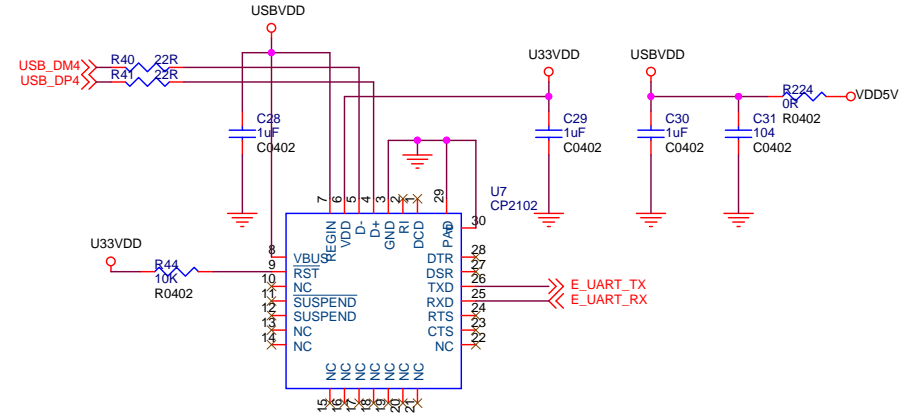 USBVDD
USB_DM4
R40 22R
USB_DP4
R41 22R
U33VDD
USBVDD
R224
0R
R0402
VDD5V
C28
1uF
C0402
C29
1uF
C0402
C30
1uF
C0402
C31
104
C0402
U7
CP2102
7 6 5 4 3 2 1 29
REGIN VDD D- D+ GND RI DCD PAD
30
U33VDD
R44
10K
R0402
8 VBUS
9 RST
10 NC
11 SUSPEND
12 SUSPEND
13 NC
14 NC
DTR 28
DSR 27
TXD 26 E_UART_TX
RXD 25 E_UART_RX
RTS 24
CTS 23
NC 22
NC NC NC NC NC NC NC
15 16 17 18 19 20 21